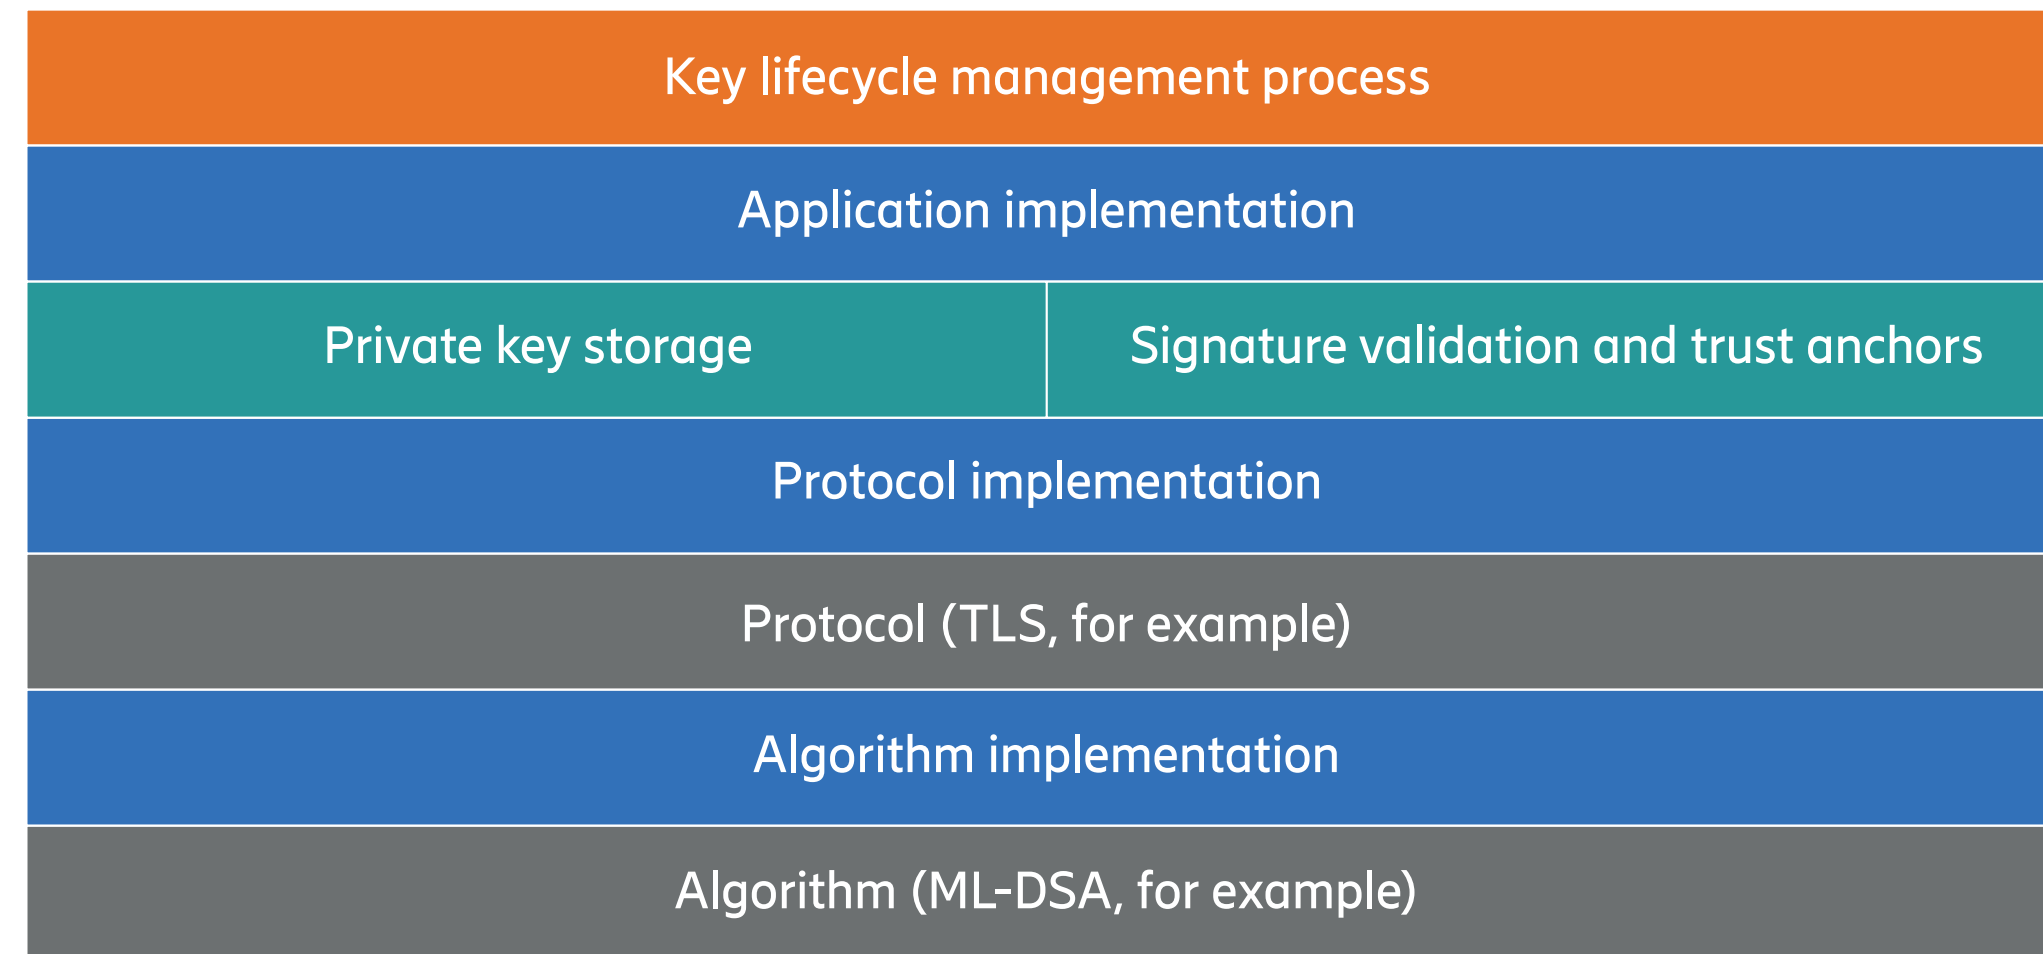 Key lifecycle management process
Application implementation
Private key storage
Signature validation and trust anchors
Protocol implementation
Protocol (TLS, for example)
Algorithm implementation
Algorithm (ML-DSA, for example)